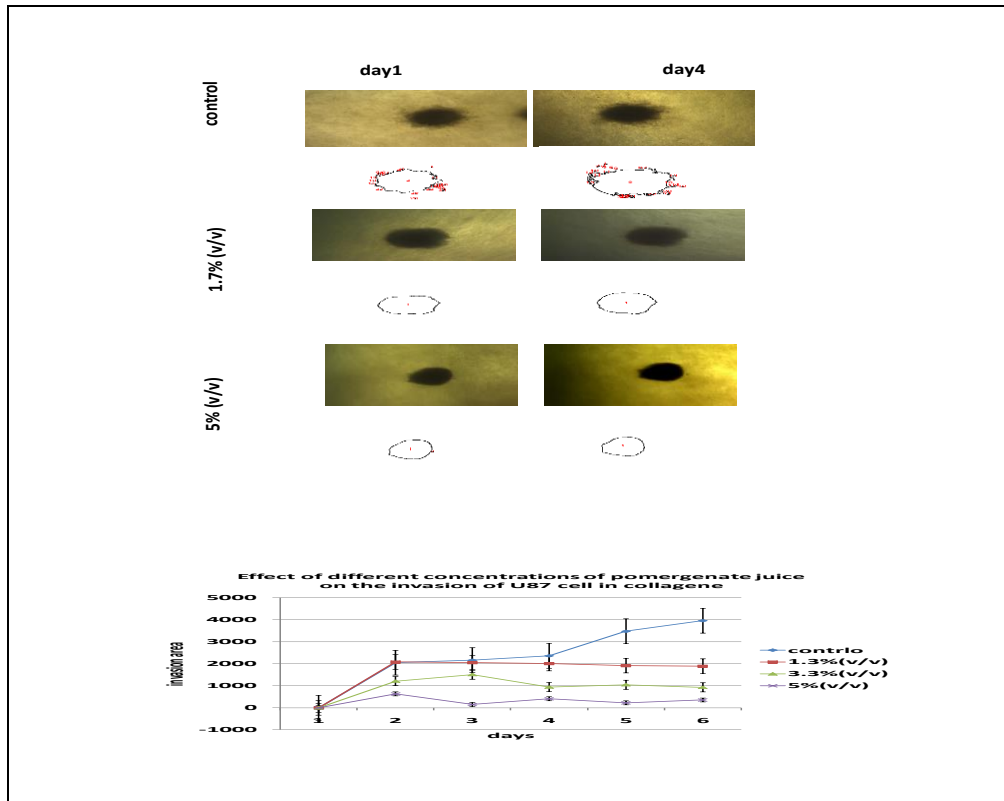 day1 day4
control
1.7% (v/v)
5% (v/v)
Effect of different concentrations of pomergenate juice
on the invasion of U87 cell in collagene
5000
4000
3000
2000
1000
0
-1000
invasion area
1 2 3 4 5 6
days
contrlo
1.3%(v/v)
3.3%(v/v)
5%(v/v)